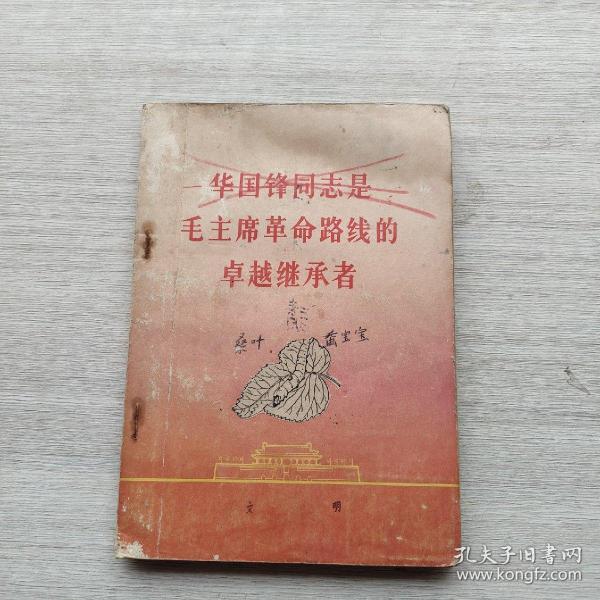 华国锋同志是
毛主席革命路线的
卓越继承者
桑叶 蚕宝宝
文 明
孔夫子旧书网
www.kongfz.com